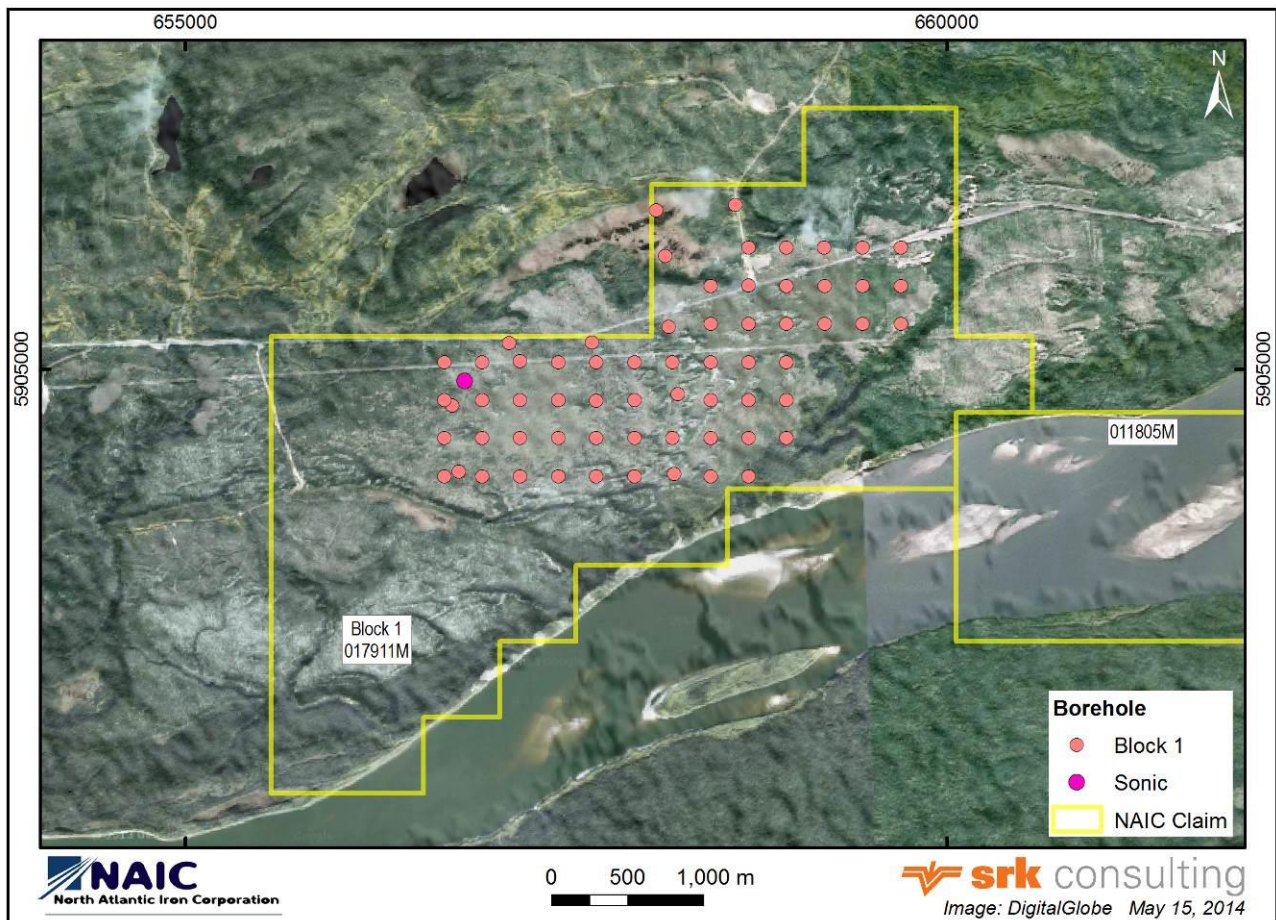 655000
660000
N
5905000
5905000
011805M
Block 1
017911M
Borehole
Block 1
Sonic
NAIC Claim
NAIC
North Atlantic Iron Corporation
0 500 1,000 m
srk consulting
Image: DigitalGlobe May 15, 2014